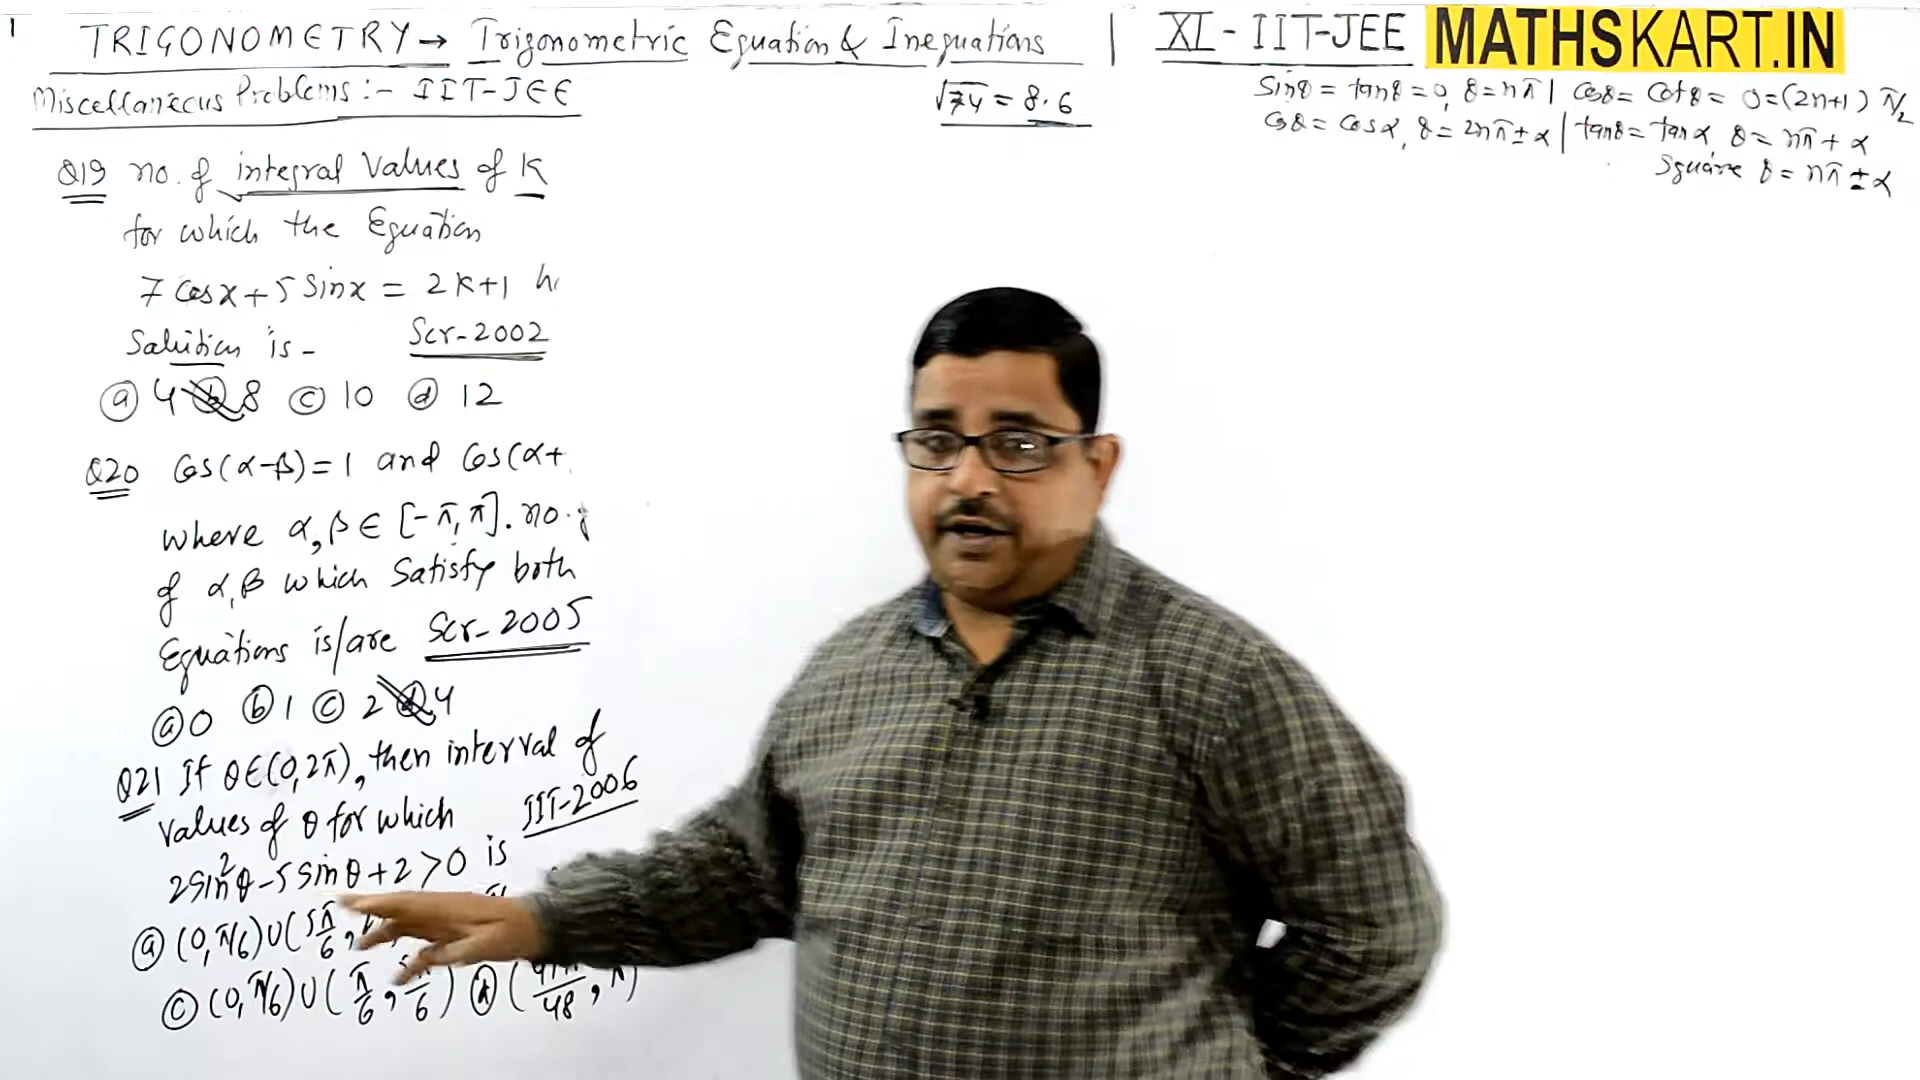 1
TRIGONOMETRY → Trigonometric Equation & Inequations | XI - IIT-JEE MATHSKART.IN
Miscellaneous Problems :- IIT-JEE
√74 = 8.6
Sinθ = tanθ = 0, θ = nπ | Cosθ = Cotθ = 0 = (2n+1) π/2
Cosθ = Cosα, θ = 2nπ ± α | tanθ = tanα, θ = nπ + α
Square θ = nπ ± α
Q19 no. of integral Values of K
for which the Equation
7 Cosx + 5 Sinx = 2K+1
Solution is - Scr-2002
(a) 4 (b) 8 (c) 10 (d) 12
Q20 Cos(α-β) = 1 and Cos(α+
where α, β ∈ [-π, π]. no.
of α, β which Satisfy both
Equations is/are Scr-2005
(a) 0 (b) 1 (c) 2 (d) 4
Q21 If θ∈(0,2π), then interval of
values of θ for which IIT-2006
2Sin²θ - 5 Sinθ + 2 > 0 is
(a) (0, π/6) ∪ (5π/6,
(c) (0, π/6) ∪ (π/6, π/6) (d) (41π/48, π)